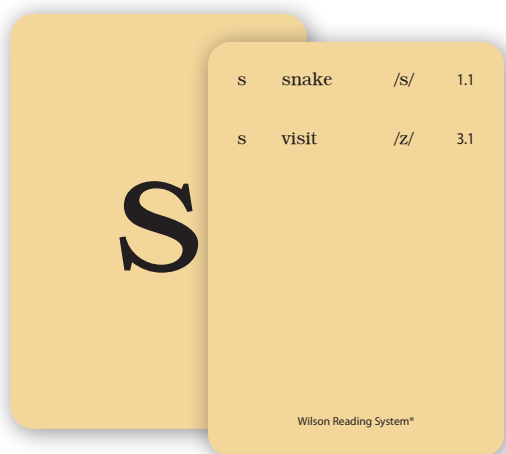 s
s snake /s/ 1.1
s visit /z/ 3.1
Wilson Reading System®